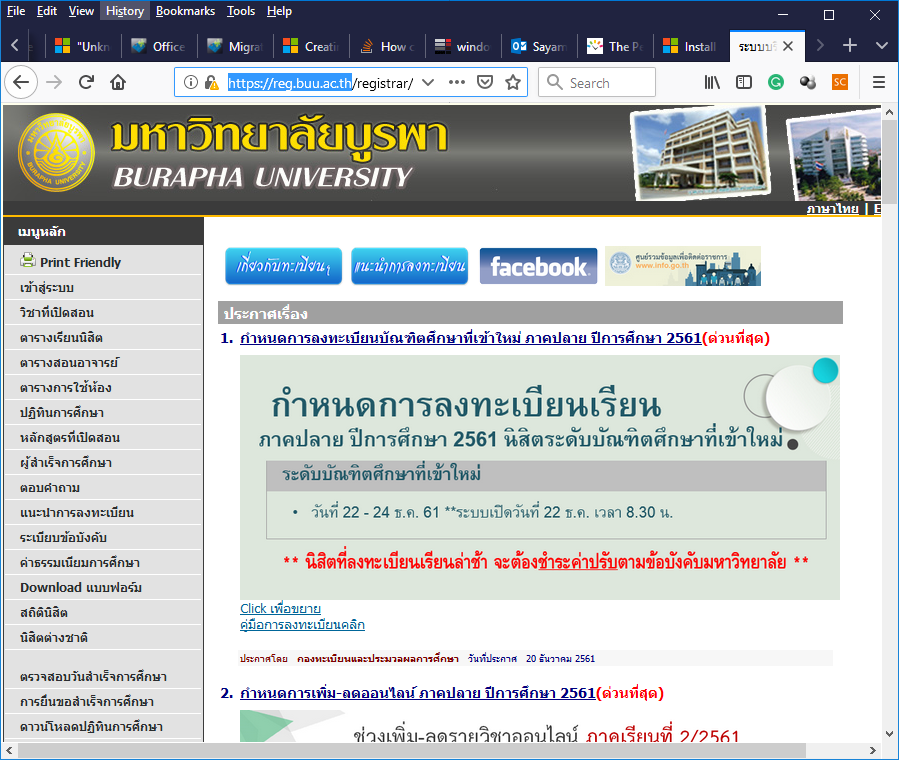 File Edit View History Bookmarks Tools Help
"Unkn Office Migrat Creatin How c windo Sayam The Pe Install ระบบบริ
https://reg.buu.ac.th/registrar/
Search
SC
มหาวิทยาลัยบูรพา
BURAPHA UNIVERSITY
ภาษาไทย | E
เมนูหลัก
Print Friendly
เข้าสู่ระบบ
วิชาที่เปิดสอน
ตารางเรียนนิสิต
ตารางสอนอาจารย์
ตารางการใช้ห้อง
ปฏิทินการศึกษา
หลักสูตรที่เปิดสอน
ผู้สำเร็จการศึกษา
ตอบคำถาม
แนะนำการลงทะเบียน
ระเบียบข้อบังคับ
ค่าธรรมเนียมการศึกษา
Download แบบฟอร์ม
สถิตินิสิต
นิสิตต่างชาติ
ตรวจสอบวันสำเร็จการศึกษา
การยื่นขอสำเร็จการศึกษา
ดาวน์โหลดปฏิทินการศึกษา
เกี่ยวกับทะเบียนๆ แนะนำการลงทะเบียน facebook. ศูนย์รวมข้อมูลเพื่อติดต่อราชการ
www.info.go.th
ประกาศเรื่อง
1. กำหนดการลงทะเบียนบัณฑิตศึกษาที่เข้าใหม่ ภาคปลาย ปีการศึกษา 2561(ด่วนที่สุด)
กำหนดการลงทะเบียนเรียน
ภาคปลาย ปีการศึกษา 2561 นิสิตระดับบัณฑิตศึกษาที่เข้าใหม่
ระดับบัณฑิตศึกษาที่เข้าใหม่
• วันที่ 22 - 24 ธ.ค. 61 **ระบบเปิดวันที่ 22 ธ.ค. เวลา 8.30 น.
** นิสิตที่ลงทะเบียนเรียนล่าช้า จะต้องชำระค่าปรับตามข้อบังคับมหาวิทยาลัย **
Click เพื่อขยาย
คู่มือการลงทะเบียนคลิก
ประกาศโดย กองทะเบียนและประมวลผลการศึกษา วันที่ประกาศ 20 ธันวาคม 2561
2. กำหนดการเพิ่ม-ลดออนไลน์ ภาคปลาย ปีการศึกษา 2561(ด่วนที่สุด)
ช่วงเพิ่ม-ลดรายวิชาออนไลน์ ภาคเรียนที่ 2/2561